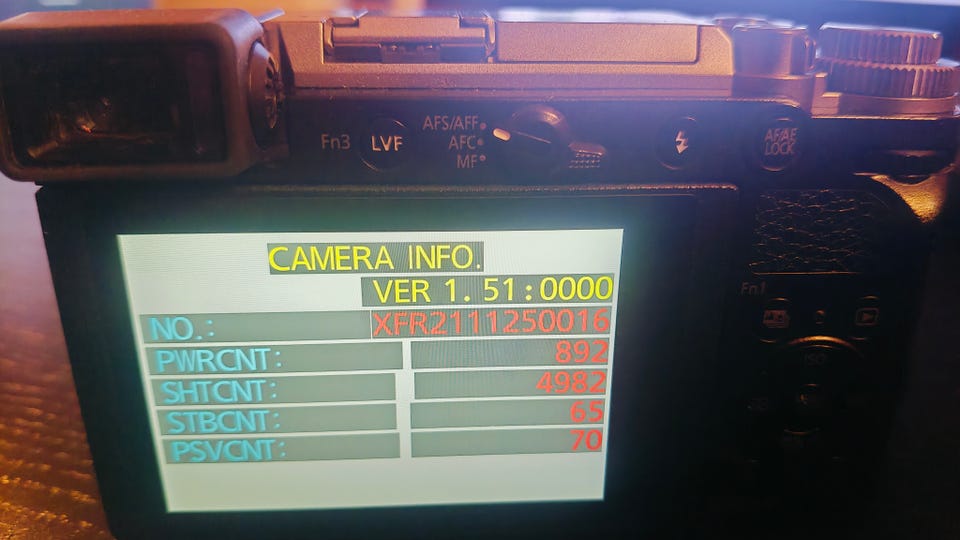 Fn3 LVF AFS/AFF
AFC
MF
AF/AE
LOCK
CAMERA INFO.
VER 1. 51:0000
NO.: XFR2111250016
PWRCNT: 892
SHTCNT: 4982
STBCNT: 65
PSVCNT: 70
Fn1
ISO